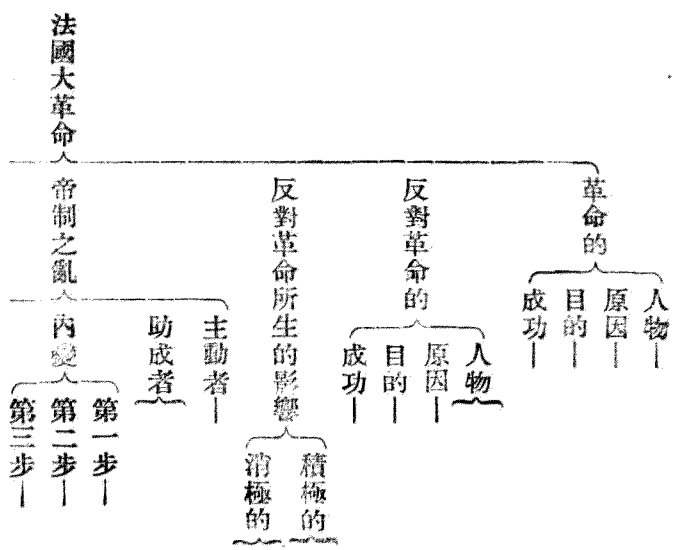 法國大革命
革命的
人物
原因
目的
成功
反對革命的
人物
原因
目的
成功
反對革命所生的影響
積極的
消極的
帝制之亂
主動者
助成者
內變
第一步
第二步
第三步